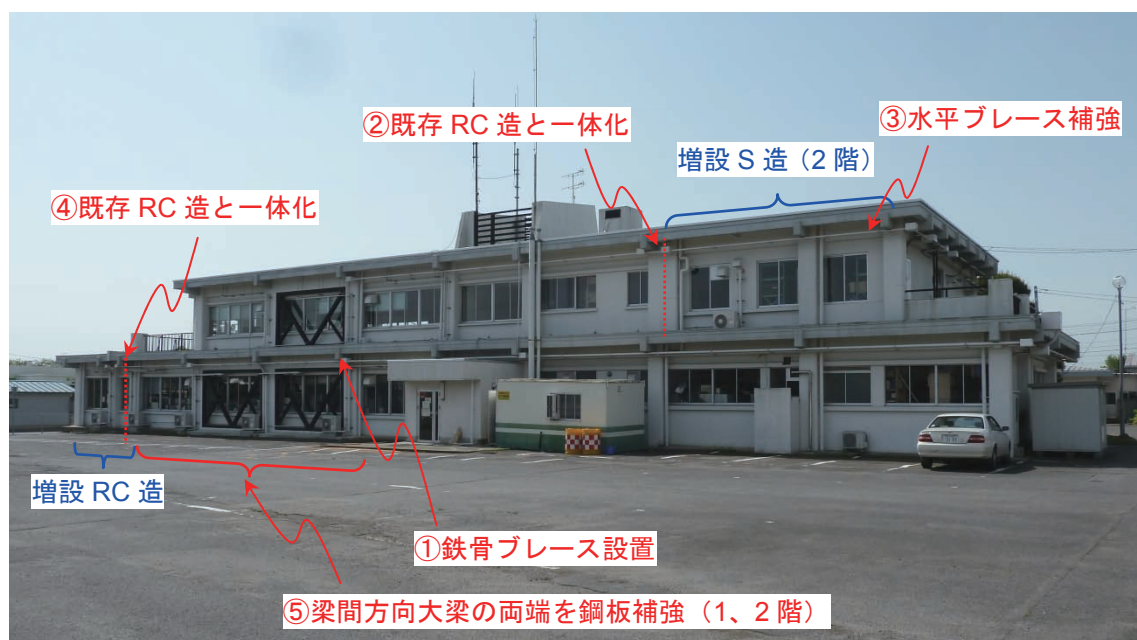 ②既存 RC 造と一体化
③水平ブレース補強
増設 S 造（2 階）
④既存 RC 造と一体化
増設 RC 造
①鉄骨ブレース設置
⑤梁間方向大梁の両端を鋼板補強（1、2 階）